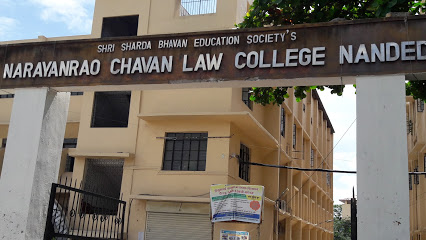 SHRI SHARDA BHAVAN EDUCATION SOCIETY'S
NARAYANRAO CHAVAN LAW COLLEGE NANDED